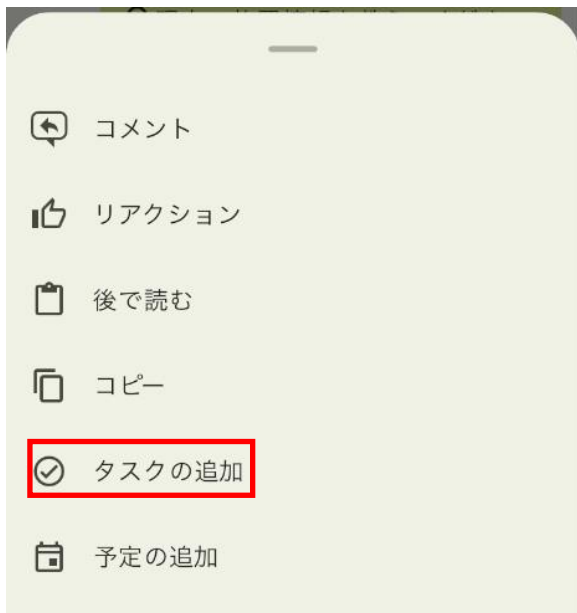 コメント
リアクション
後で読む
コピー
タスクの追加
予定の追加